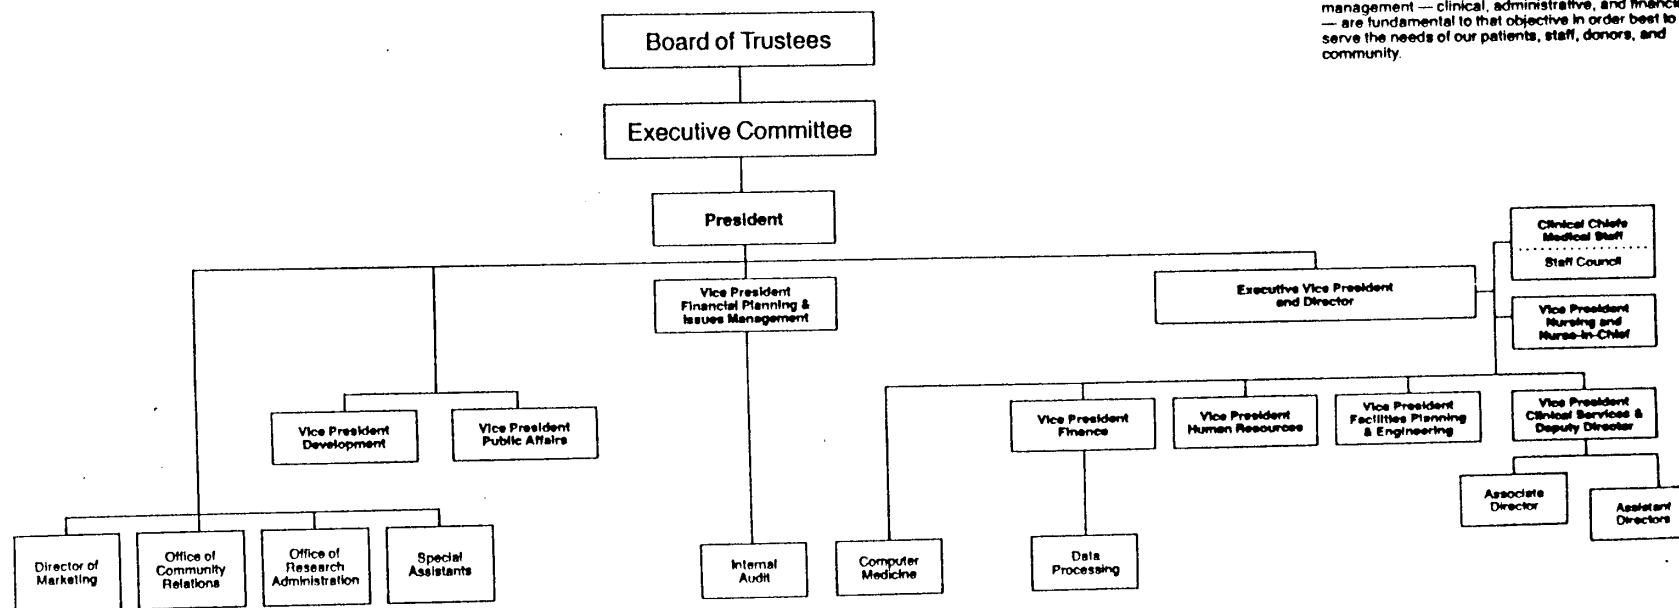 management — clinical, administrative, and financi
— are fundamental to that objective in order best to
serve the needs of our patients, staff, donors, and
community.
Board of Trustees
Executive Committee
President
Clinical Chiefs
Medical Staff
Staff Council
Vice President
Financial Planning &
Issues Management
Executive Vice President
and Director
Vice President
Nursing and
Nurse-in-Chief
Vice President
Development
Vice President
Public Affairs
Vice President
Finance
Vice President
Human Resources
Vice President
Facilities Planning
& Engineering
Vice President
Clinical Services &
Deputy Director
Associate
Director
Assistant
Directors
Director of
Marketing
Office of
Community
Relations
Office of
Research
Administration
Special
Assistants
Internal
Audit
Computer
Medicine
Data
Processing